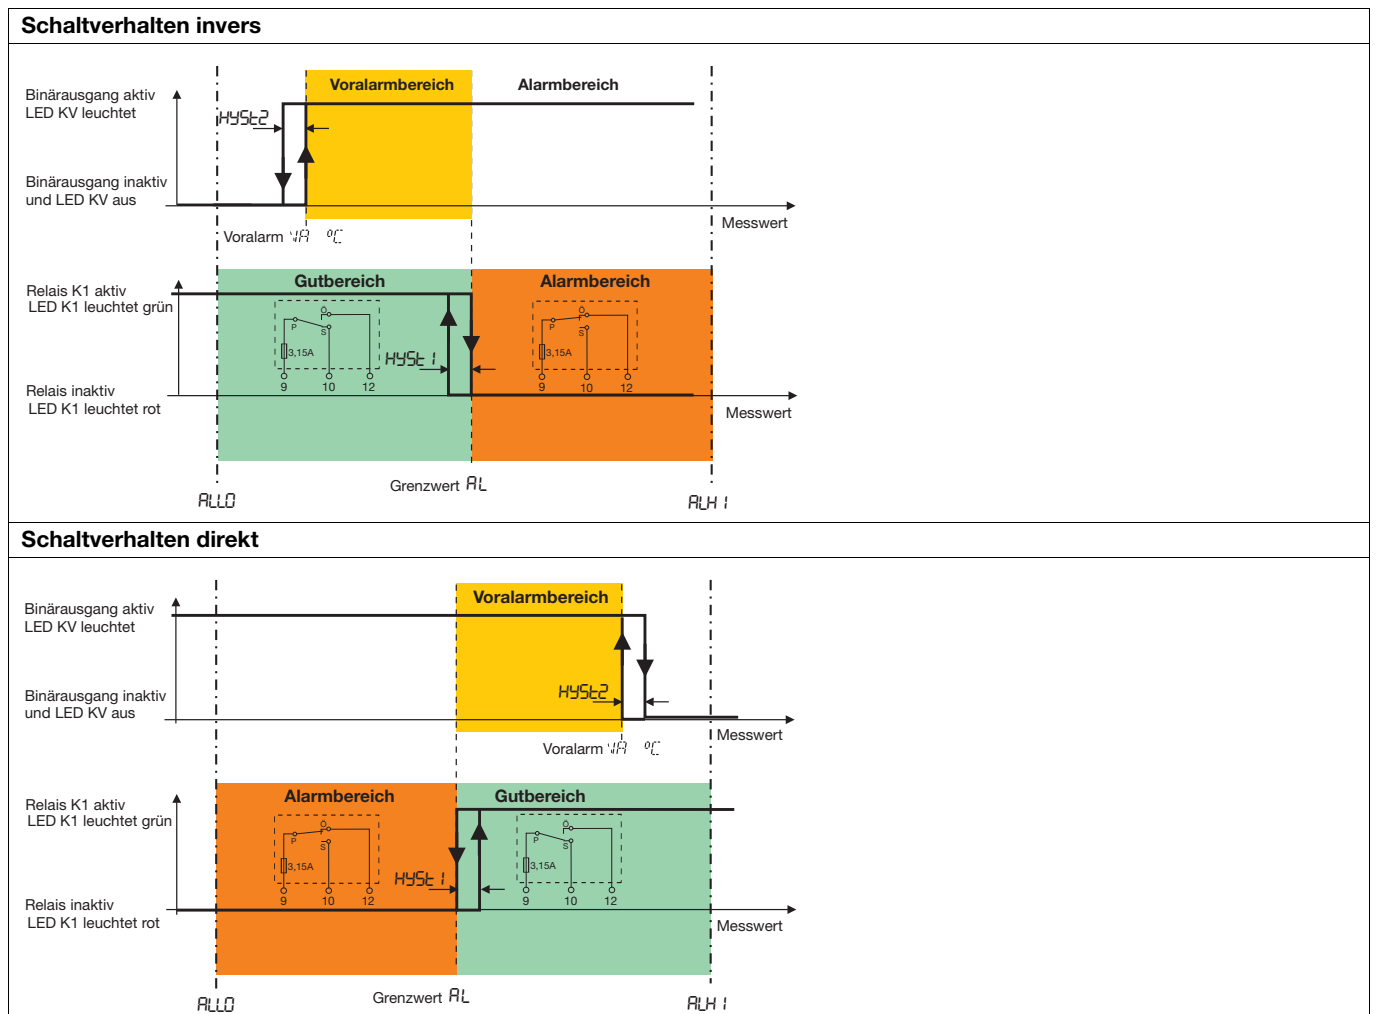 Schaltverhalten invers
Voralarmbereich
Alarmbereich
Binärausgang aktiv
LED KV leuchtet
HYSt2
Binärausgang inaktiv
und LED KV aus
Messwert
Voralarm VA °C
Gutbereich
Alarmbereich
Relais K1 aktiv
LED K1 leuchtet grün
Ö
P
S
3,15A
9 10 12
HYSt1
Ö
P
S
3,15A
9 10 12
Relais inaktiv
LED K1 leuchtet rot
Messwert
Grenzwert AL
ALLO
ALHI
Schaltverhalten direkt
Voralarmbereich
Binärausgang aktiv
LED KV leuchtet
HYSt2
Binärausgang inaktiv
und LED KV aus
Messwert
Voralarm VA °C
Alarmbereich
Gutbereich
Relais K1 aktiv
LED K1 leuchtet grün
Ö
P
S
3,15A
9 10 12
HYSt1
Ö
P
S
3,15A
9 10 12
Relais inaktiv
LED K1 leuchtet rot
Messwert
Grenzwert AL
ALLO
ALHI